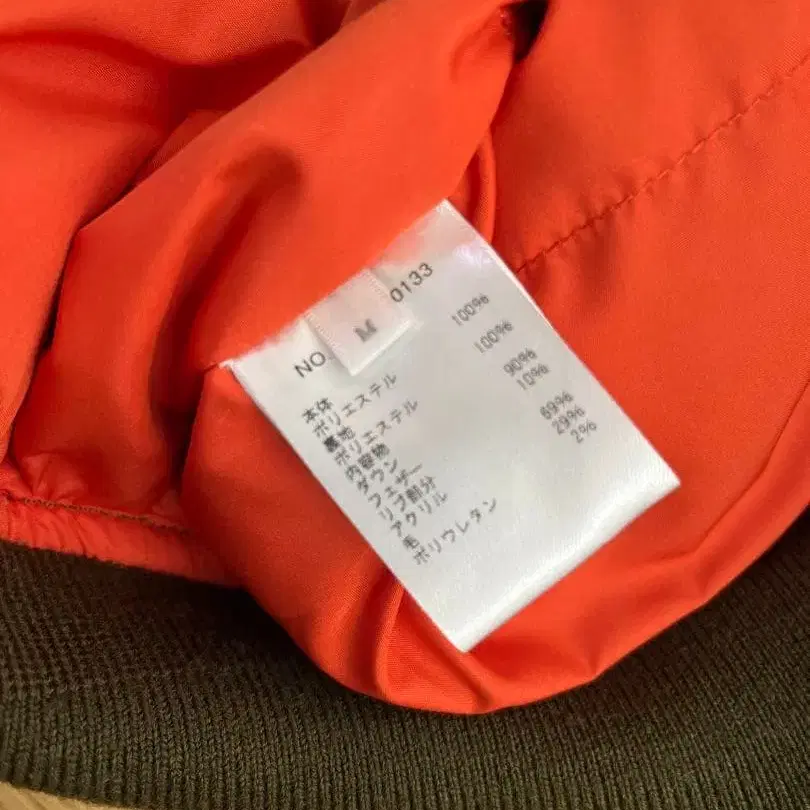 M
NO. 0133
本体
ポリエステル 100%
裏地
ポリエステル 100%
内容物
ダウン 90%
フェザー 10%
リブ部分
アクリル 69%
毛 29%
ポリウレタン 2%